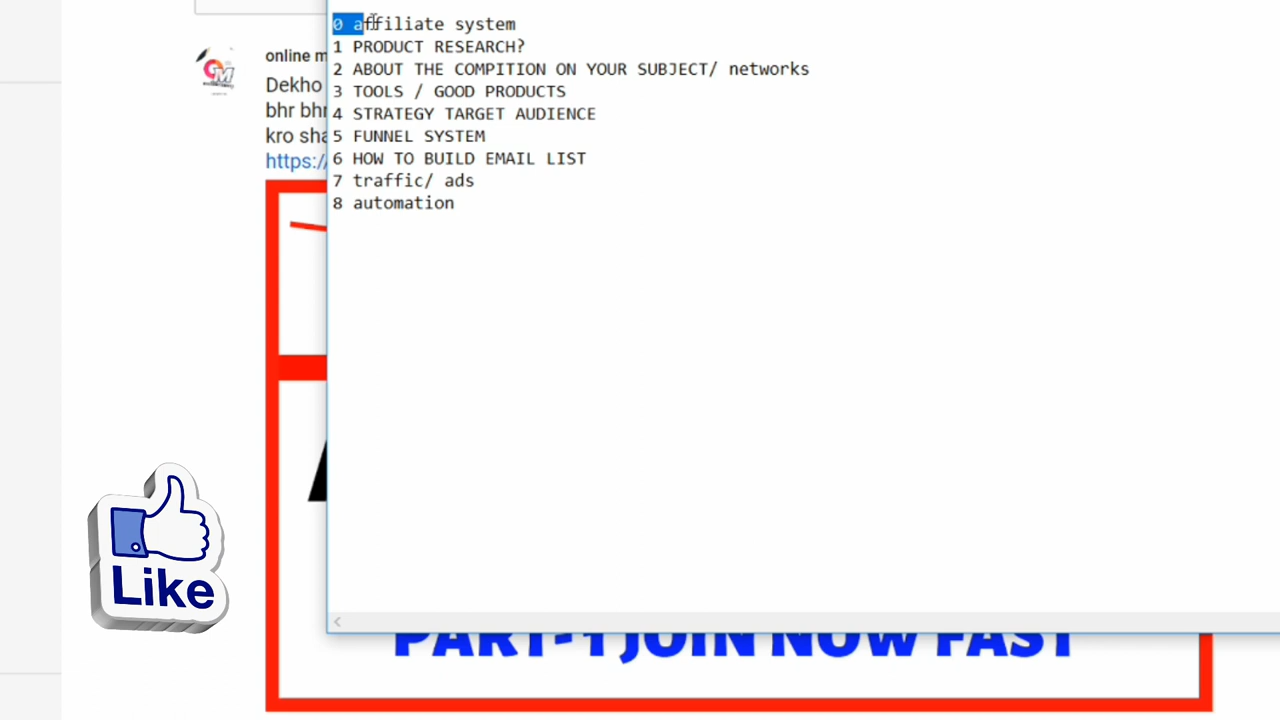 0 affiliate system
1 PRODUCT RESEARCH?
2 ABOUT THE COMPITION ON YOUR SUBJECT/ networks
3 TOOLS / GOOD PRODUCTS
4 STRATEGY TARGET AUDIENCE
5 FUNNEL SYSTEM
6 HOW TO BUILD EMAIL LIST
7 traffic/ ads
8 automation
online m
Dekho
bhr bhr
kro sha
https:/
Like
PART-1 JOIN NOW FAST